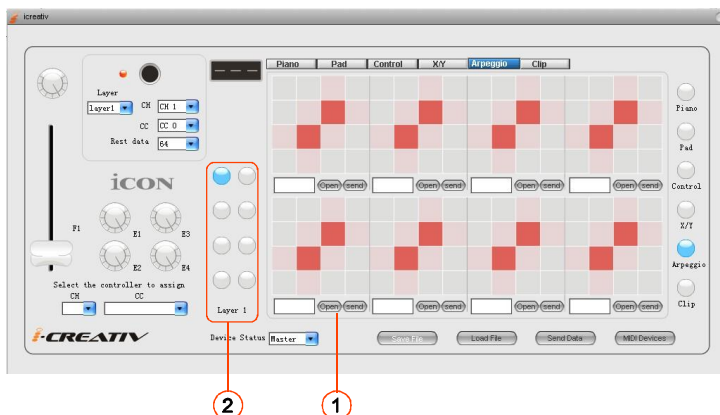 icreativ
Piano Pad Control X/Y Arpeggio Clip
Layer
layer1 CH CH 1
CC CC 0
Rest data 64
iCON
F1 E1 E3
E2 E4
Select the controller to assign
CH CC
i-CREATIV
Layer 1
Open send Open send Open send Open send
Open send Open send Open send Open send
Device Status Master Save File Load File Send Data MIDI Devices
Piano
Pad
Control
X/Y
Arpeggio
Clip
2 1